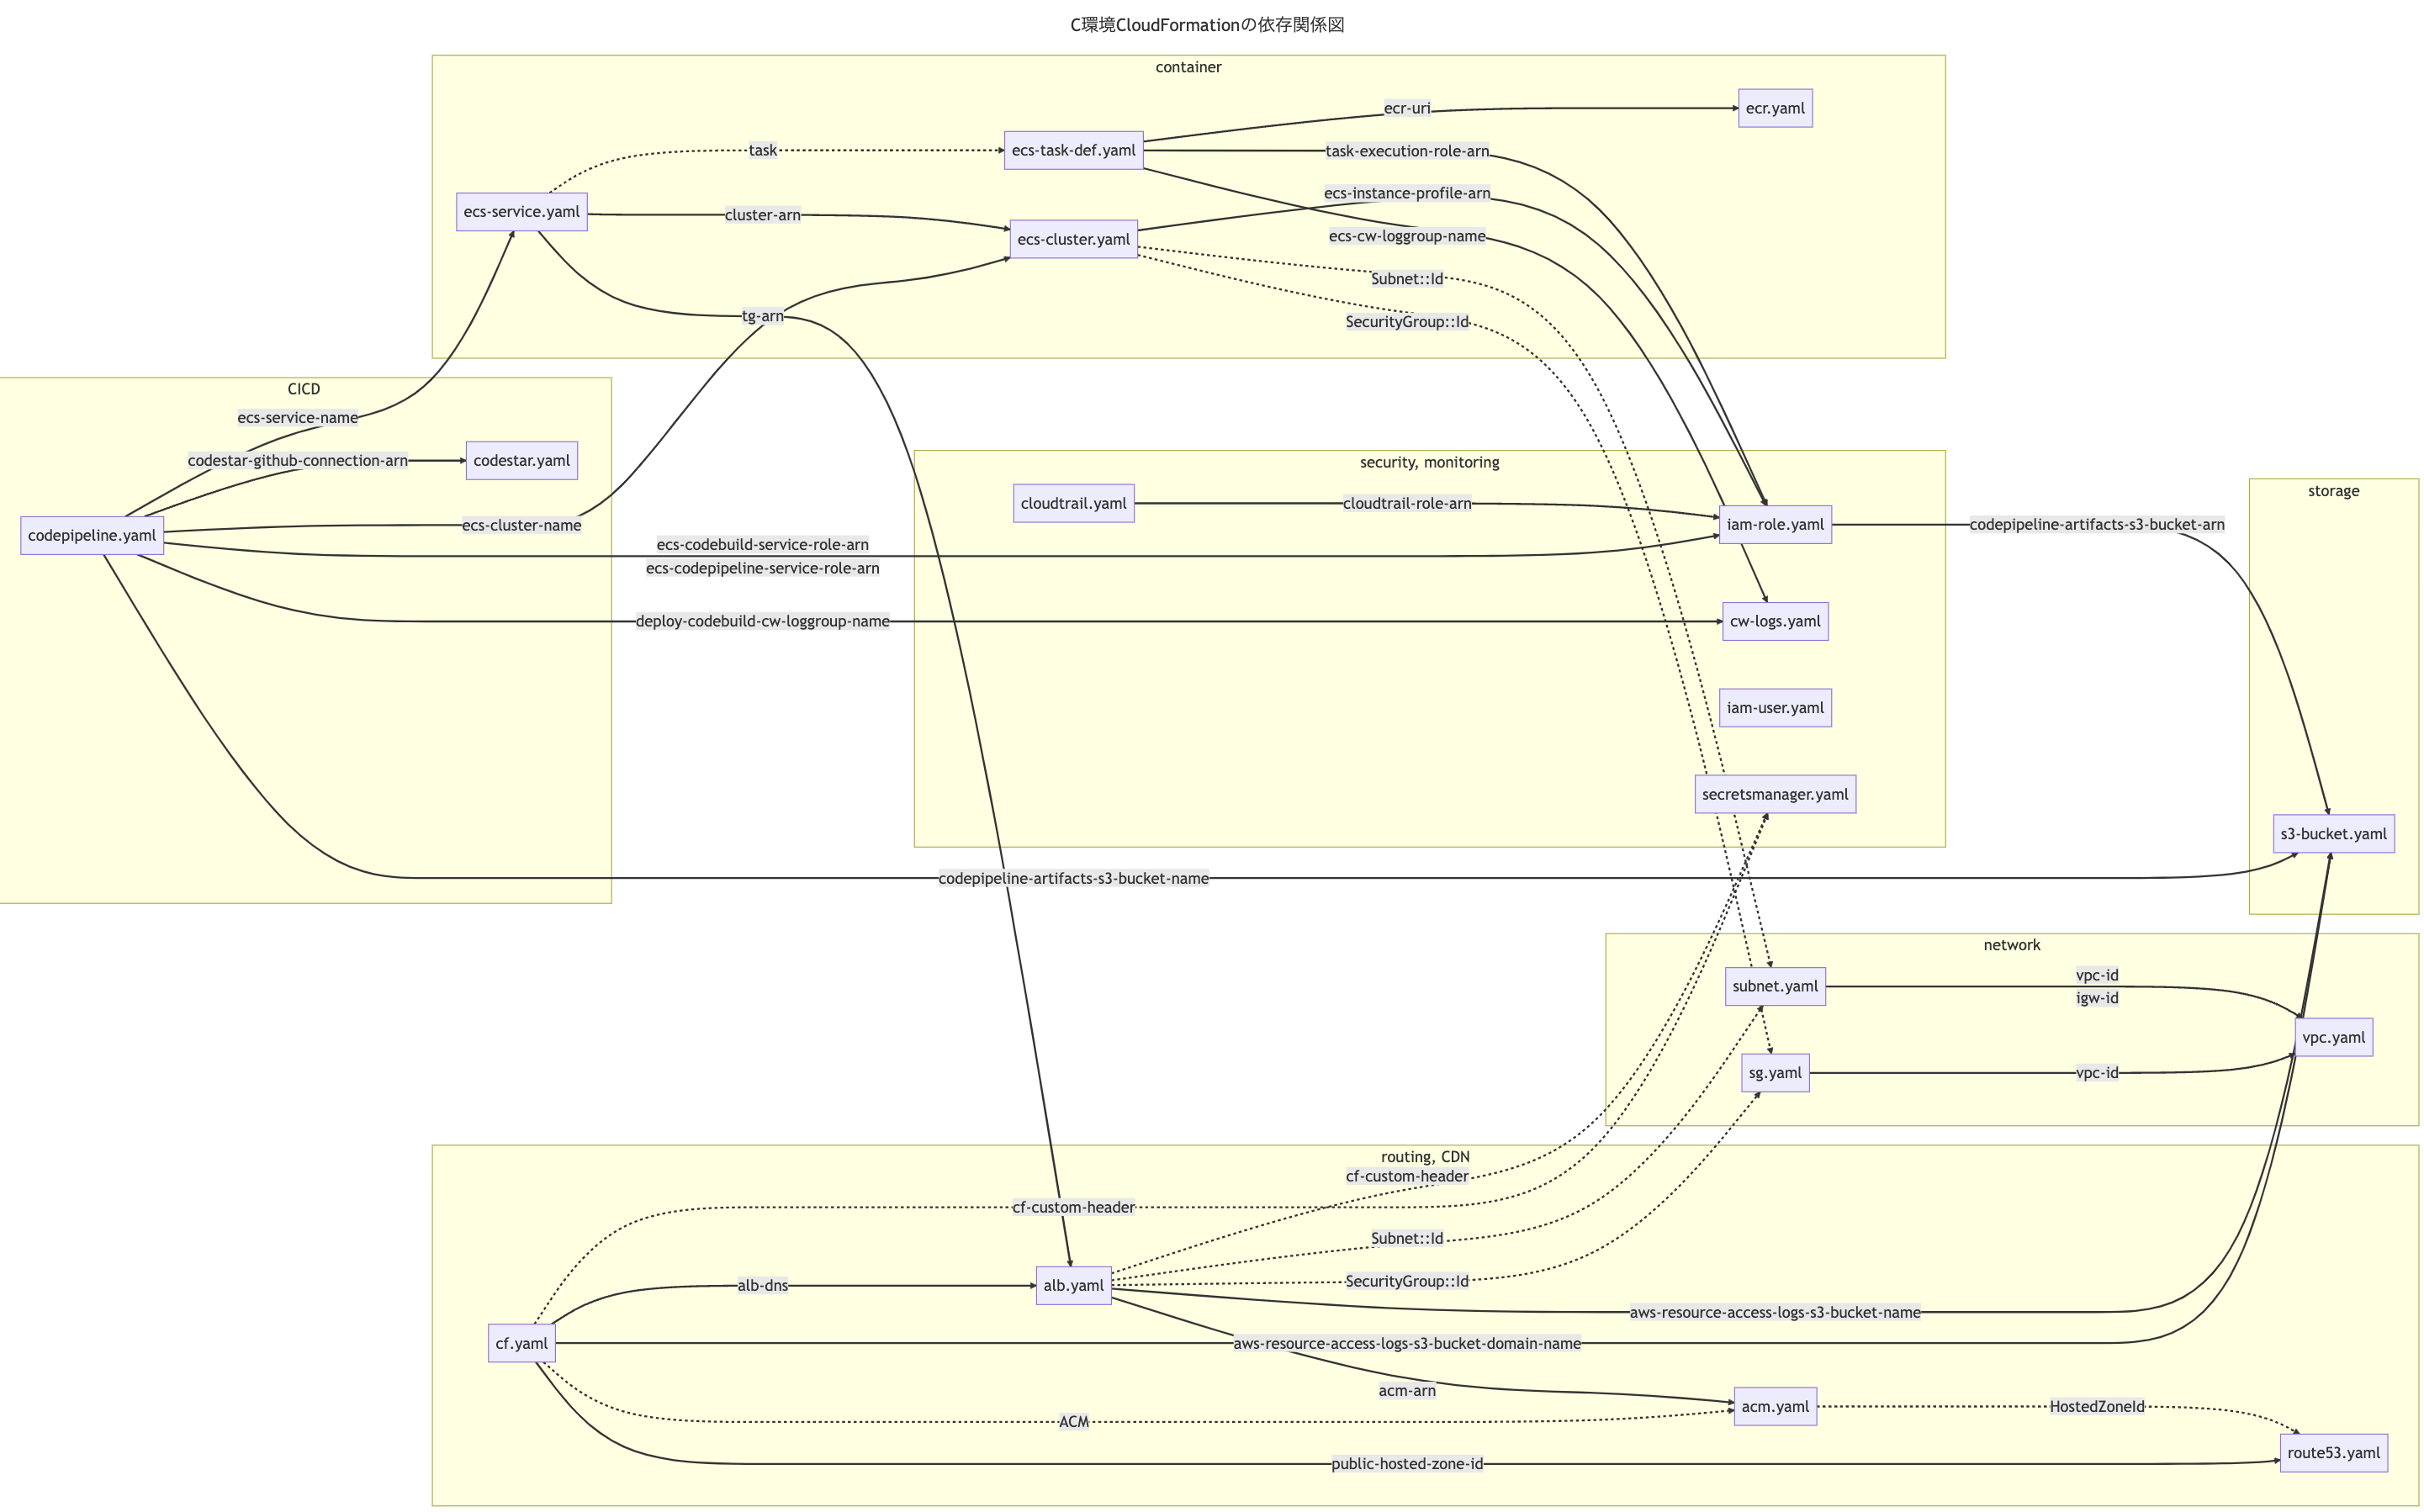 C環境CloudFormationの依存関係図
container
ecr.yaml
ecr-uri
task
ecs-task-def.yaml
task-execution-role-arn
ecs-instance-profile-arn
ecs-service.yaml
cluster-arn
ecs-cluster.yaml
ecs-cw-loggroup-name
Subnet::Id
tg-arn
SecurityGroup::Id
CICD
ecs-service-name
codestar-github-connection-arn
codestar.yaml
ecs-cluster-name
codepipeline.yaml
ecs-codebuild-service-role-arn
ecs-codepipeline-service-role-arn
deploy-codebuild-cw-loggroup-name
security, monitoring
cloudtrail.yaml
cloudtrail-role-arn
iam-role.yaml
cw-logs.yaml
iam-user.yaml
secretsmanager.yaml
codepipeline-artifacts-s3-bucket-arn
storage
s3-bucket.yaml
codepipeline-artifacts-s3-bucket-name
network
subnet.yaml
vpc-id
igw-id
vpc.yaml
sg.yaml
vpc-id
routing, CDN
cf-custom-header
cf-custom-header
Subnet::Id
SecurityGroup::Id
alb-dns
alb.yaml
aws-resource-access-logs-s3-bucket-name
cf.yaml
aws-resource-access-logs-s3-bucket-domain-name
acm-arn
ACM
acm.yaml
HostedZoneId
route53.yaml
public-hosted-zone-id